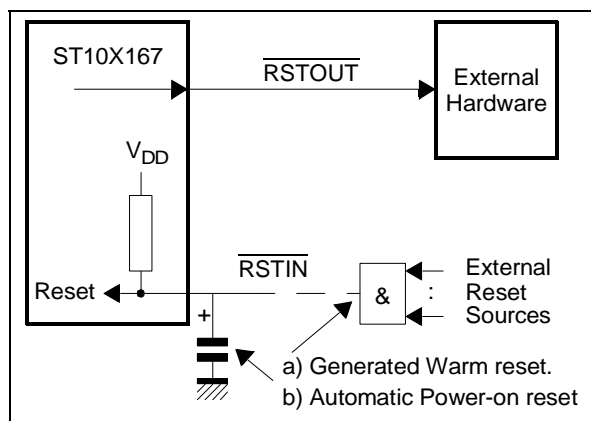 ST10X167
RSTOUT
External
Hardware
VDD
RSTIN
Reset
&
External
:
Reset
Sources
+
a) Generated Warm reset.
b) Automatic Power-on reset